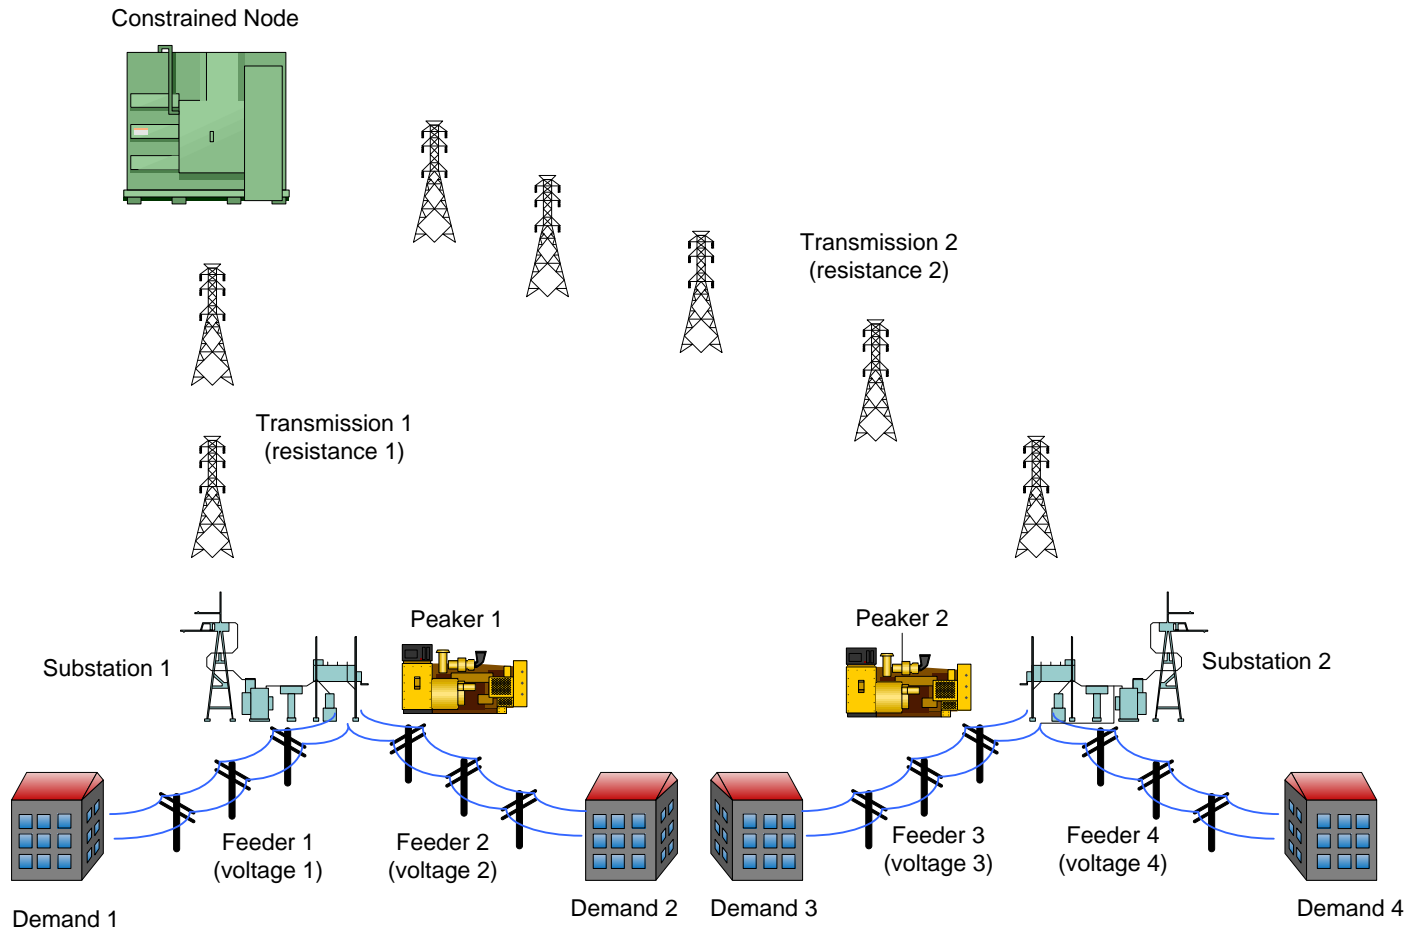 Constrained Node
Transmission 2
(resistance 2)
Transmission 1
(resistance 1)
Peaker 1
Peaker 2
Substation 1
Substation 2
Feeder 1
(voltage 1)
Feeder 2
(voltage 2)
Feeder 3
(voltage 3)
Feeder 4
(voltage 4)
Demand 1
Demand 2
Demand 3
Demand 4